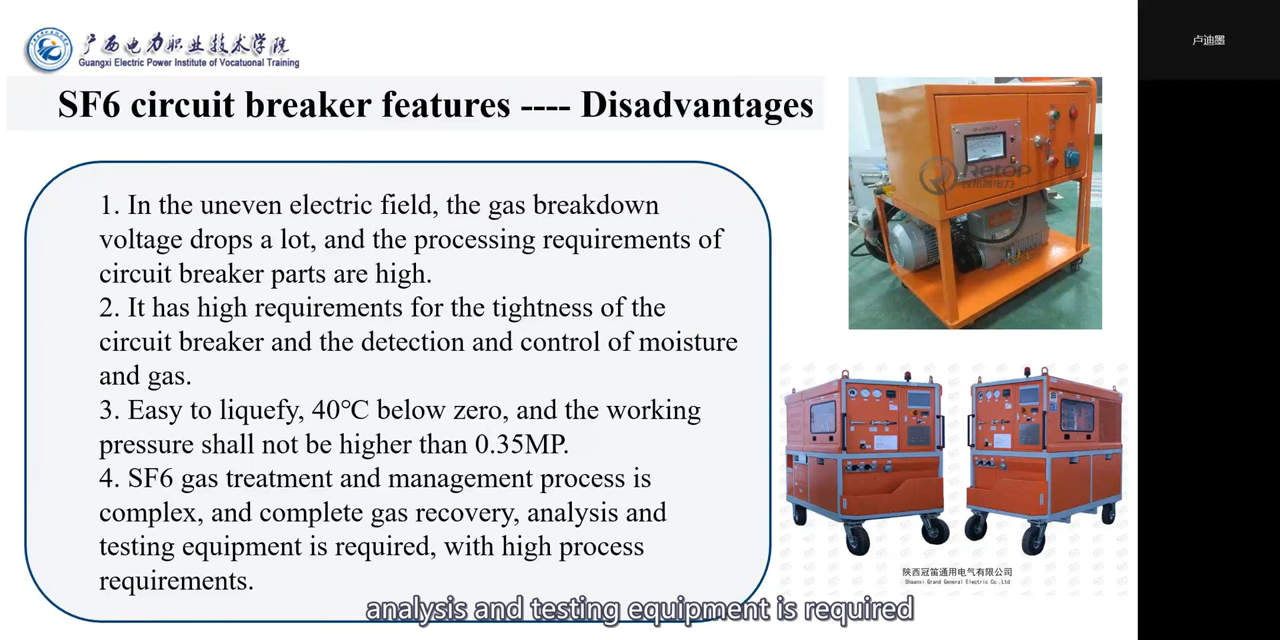 广西电力职业技术学院
Guangxi Electric Power Institute of Vocatuonal Training
卢迪墨
SF6 circuit breaker features ---- Disadvantages
1. In the uneven electric field, the gas breakdown
voltage drops a lot, and the processing requirements of
circuit breaker parts are high.
2. It has high requirements for the tightness of the
circuit breaker and the detection and control of moisture
and gas.
3. Easy to liquefy, 40℃ below zero, and the working
pressure shall not be higher than 0.35MP.
4. SF6 gas treatment and management process is
complex, and complete gas recovery, analysis and
testing equipment is required, with high process
requirements.
Retop
陕西冠笛通用电气有限公司
Shaanxi Grand General Electric Co.,Ltd
analysis and testing equipment is required